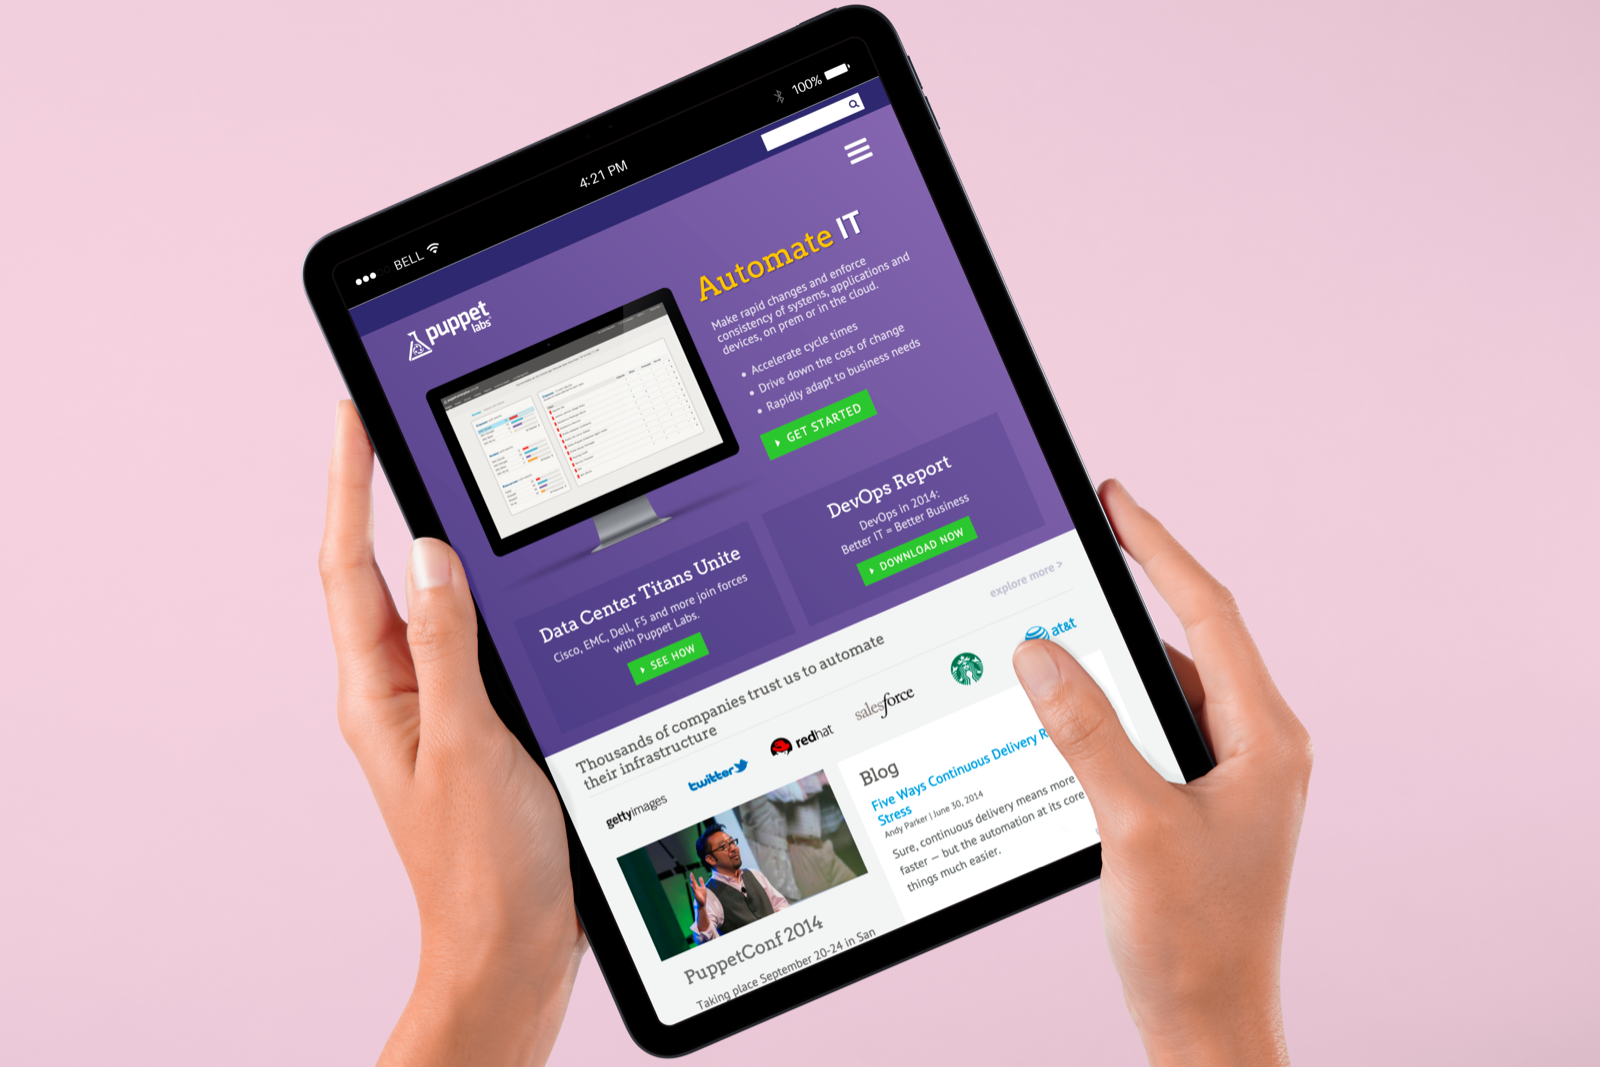 BELL
4:21 PM
100%
puppet
labs
Automate IT
Make rapid changes and enforce
consistency of systems, applications and
devices, on prem or in the cloud.
• Accelerate cycle times
• Drive down the cost of change
• Rapidly adapt to business needs
GET STARTED
Data Center Titans Unite
Cisco, EMC, Dell, F5 and more join forces
with Puppet Labs.
SEE HOW
DevOps Report
DevOps in 2014:
Better IT = Better Business
DOWNLOAD NOW
Thousands of companies trust us to automate
their infrastructure
explore more >
gettyimages
twitter
redhat
salesforce
at&t
PuppetConf 2014
Taking place September 20-24 in San
Blog
Five Ways Continuous Delivery
Stress
Andy Parker | June 30, 2014
Sure, continuous delivery means more
faster — but the automation at its core
things much easier.